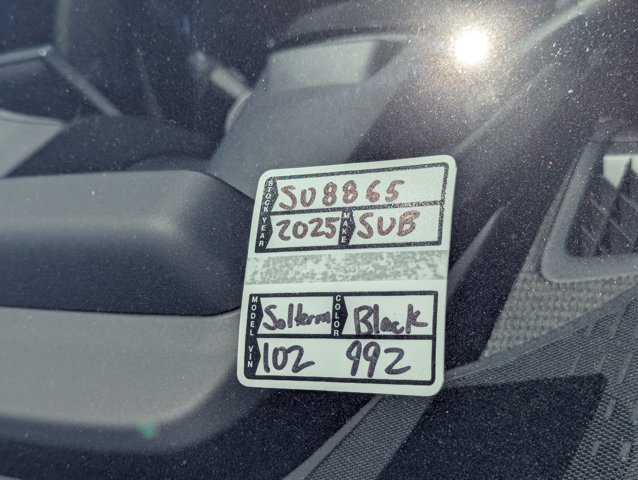 STOCK SU8865
YEAR 2025 MAKE SUB
MODEL Solterra COLOR Black
VIN 102 992